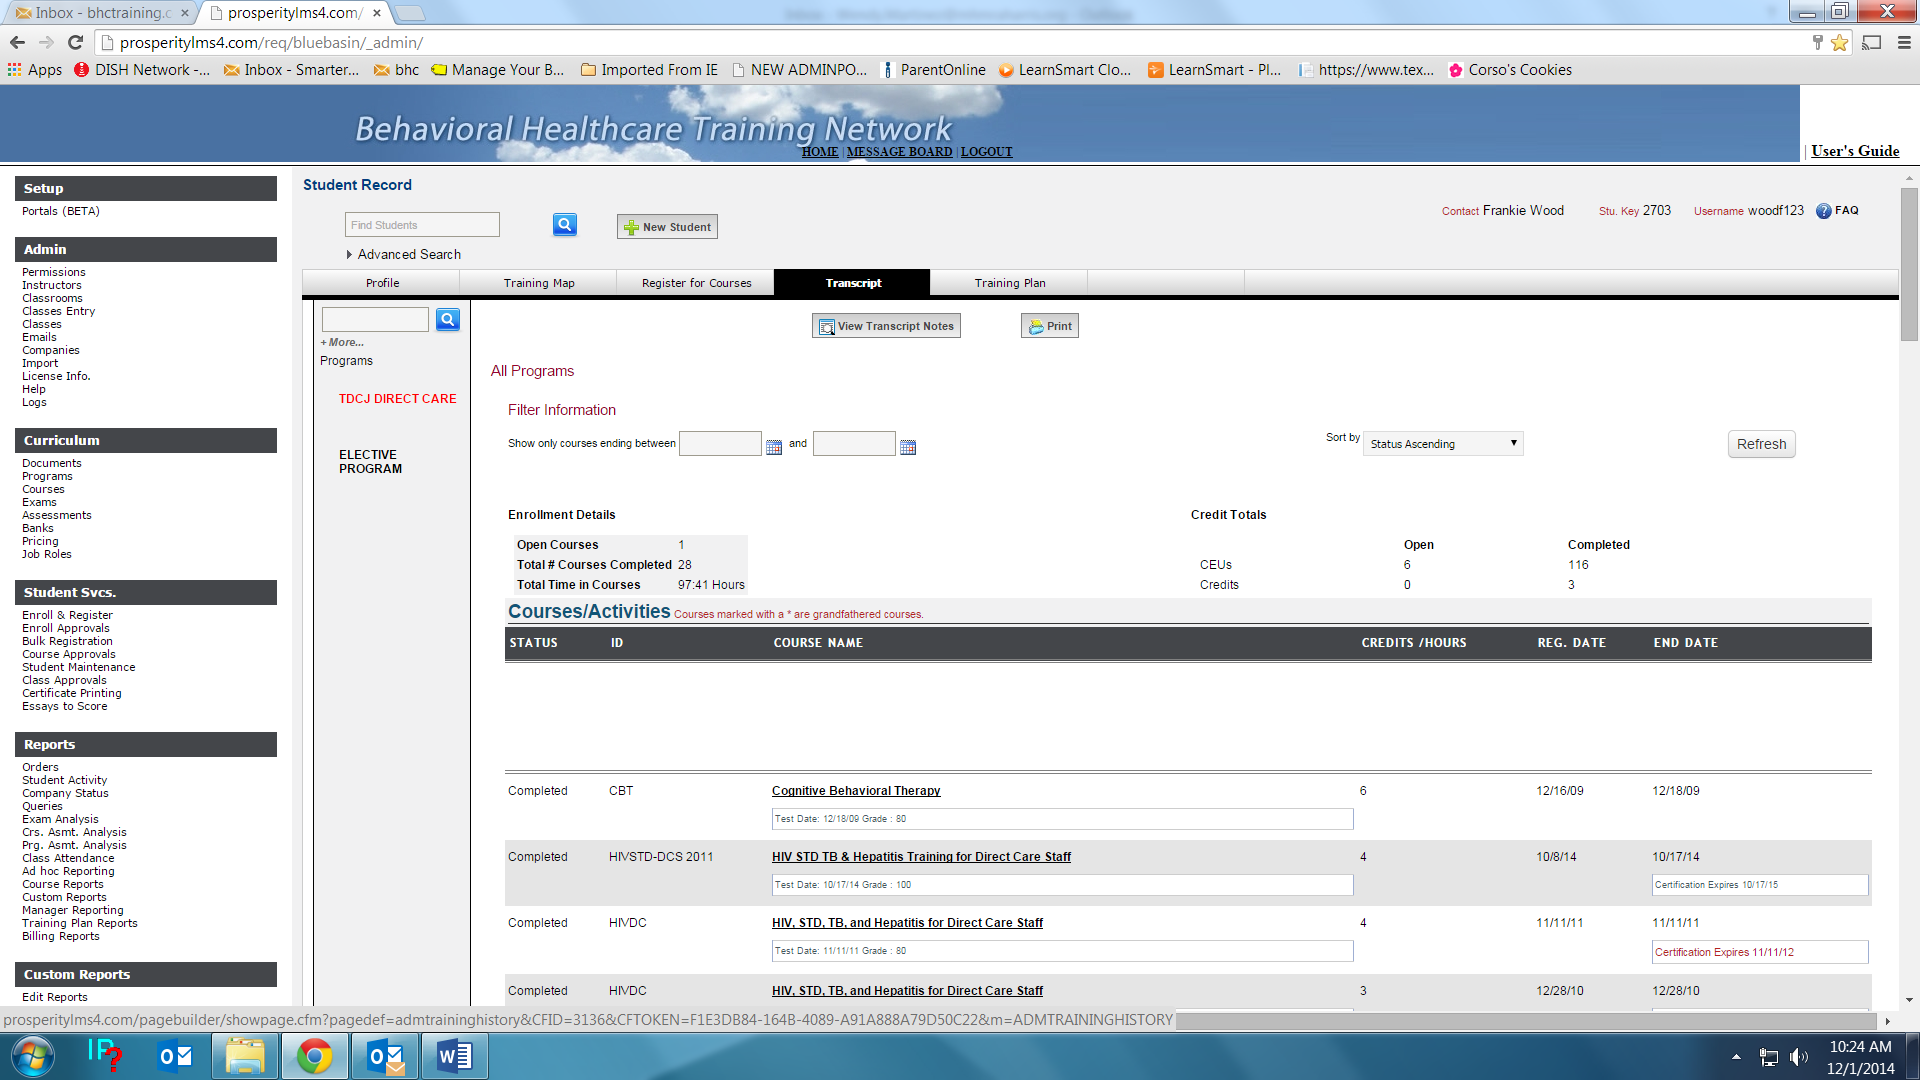 Inbox - bhctraining.c
prosperitylms4.com/
prosperitylms4.com/req/bluebasin/_admin/
Apps
DISH Network -...
Inbox - Smarter...
bhc
Manage Your B...
Imported From IE
NEW ADMINPO...
ParentOnline
LearnSmart Clo...
LearnSmart - Pl...
https://www.tex...
Corso's Cookies
Behavioral Healthcare Training Network
HOME | MESSAGE BOARD | LOGOUT
| User's Guide
Setup
Portals (BETA)
Admin
Permissions
Instructors
Classrooms
Classes Entry
Classes
Emails
Companies
Import
License Info.
Help
Logs
Curriculum
Documents
Programs
Courses
Exams
Assessments
Banks
Pricing
Job Roles
Student Svcs.
Enroll & Register
Enroll Approvals
Bulk Registration
Course Approvals
Student Maintenance
Class Approvals
Certificate Printing
Essays to Score
Reports
Orders
Student Activity
Company Status
Queries
Exam Analysis
Crs. Asmt. Analysis
Prg. Asmt. Analysis
Class Attendance
Ad hoc Reporting
Course Reports
Custom Reports
Manager Reporting
Training Plan Reports
Billing Reports
Custom Reports
Edit Reports
Student Record
Find Students
New Student
Advanced Search
Contact Frankie Wood Stu. Key 2703 Username woodf123 ? FAQ
Profile Training Map Register for Courses Transcript Training Plan
+ More...
Programs
TDCJ DIRECT CARE
ELECTIVE
PROGRAM
View Transcript Notes
Print
All Programs
Filter Information
Show only courses ending between and
Sort by Status Ascending
Refresh
Enrollment Details
Open Courses 1
Total # Courses Completed 28
Total Time in Courses 97:41 Hours
Credit Totals
Open Completed
CEUs 6 116
Credits 0 3
Courses/Activities Courses marked with a * are grandfathered courses.
STATUS ID COURSE NAME CREDITS /HOURS REG. DATE END DATE
Completed CBT Cognitive Behavioral Therapy 6 12/16/09 12/18/09
Test Date: 12/18/09 Grade : 80
Completed HIVSTD-DCS 2011 HIV STD TB & Hepatitis Training for Direct Care Staff 4 10/8/14 10/17/14
Test Date: 10/17/14 Grade : 100 Certification Expires 10/17/15
Completed HIVDC HIV, STD, TB, and Hepatitis for Direct Care Staff 4 11/11/11 11/11/11
Test Date: 11/11/11 Grade : 80 Certification Expires 11/11/12
Completed HIVDC HIV, STD, TB, and Hepatitis for Direct Care Staff 3 12/28/10 12/28/10
prosperitylms4.com/pagebuilder/showpage.cfm?pagedef=admtraininghistory&CFID=3136&CFTOKEN=F1E3DB84-164B-4089-A91A888A79D50C22&m=ADMTRAININGHISTORY
IP?
10:24 AM
12/1/2014